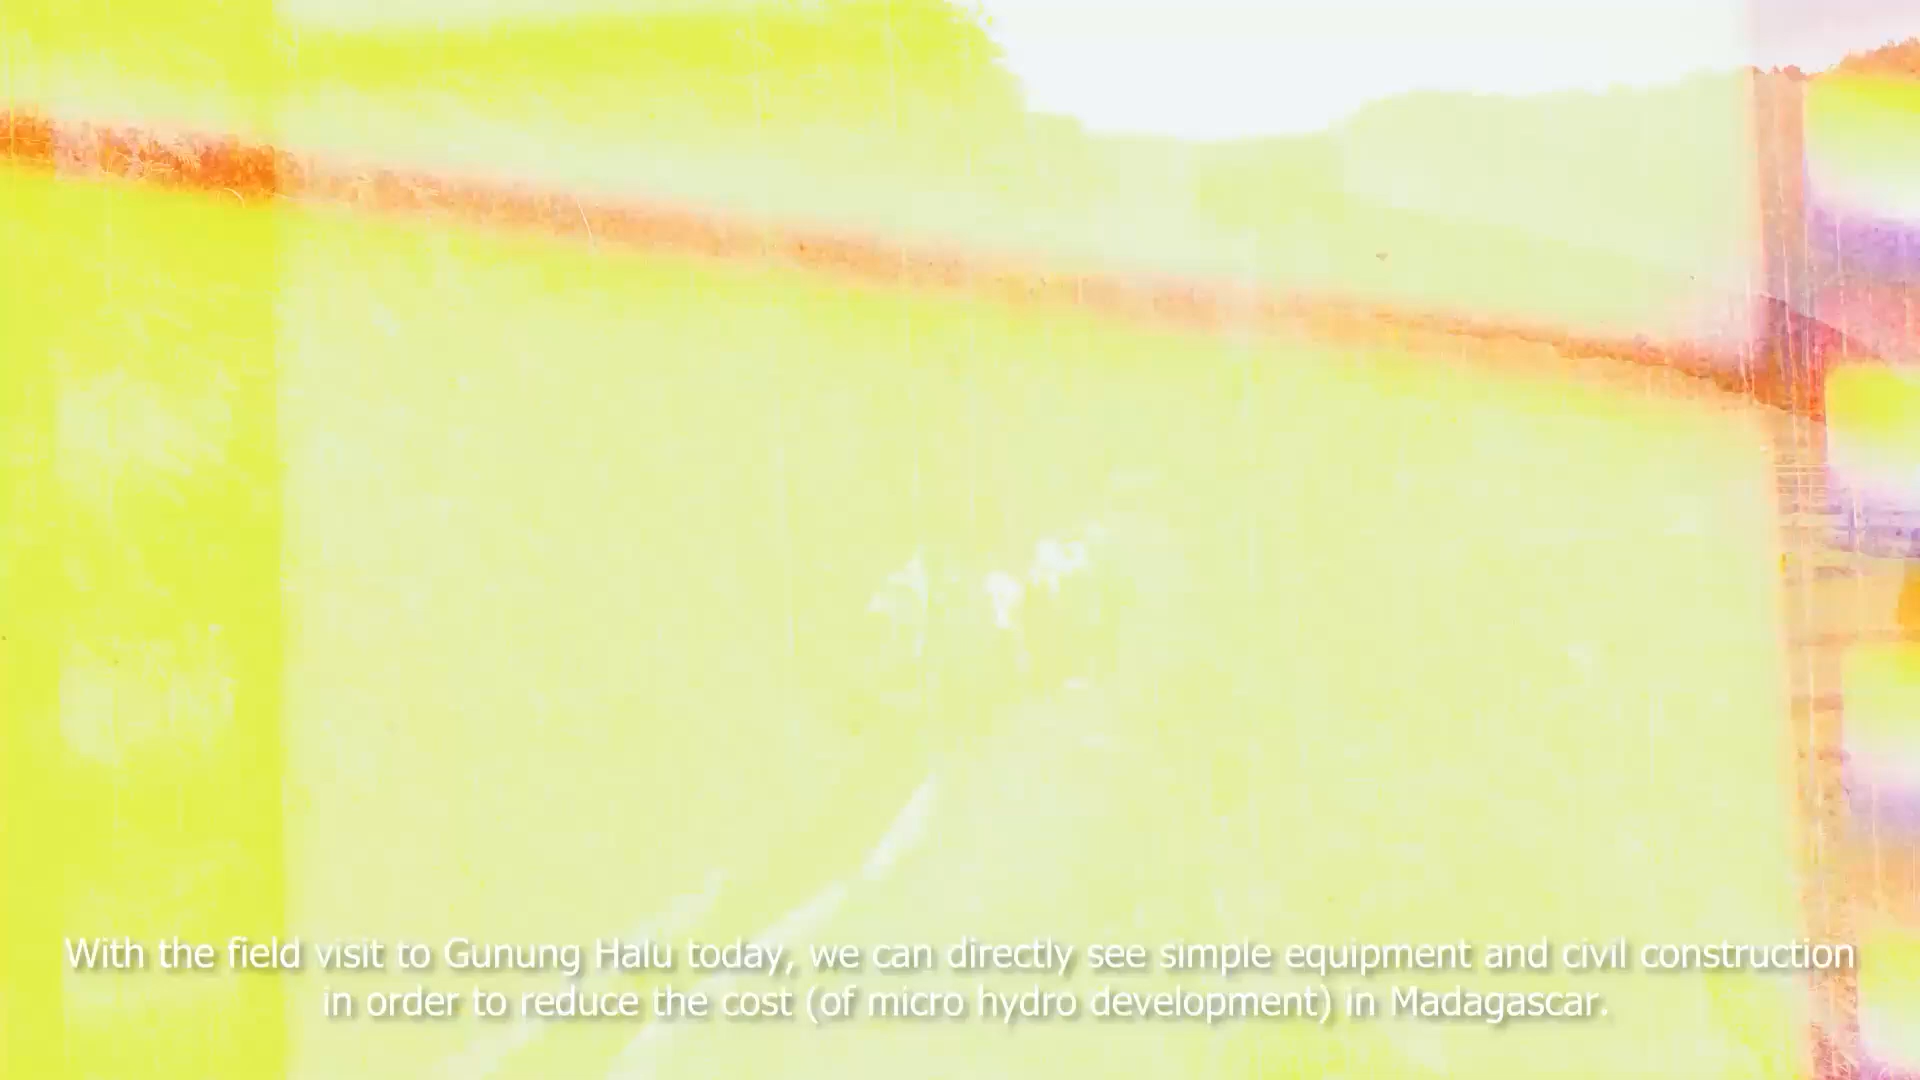 With the field visit to Gunung Halu today, we can directly see simple equipment and civil construction
in order to reduce the cost (of micro hydro development) in Madagascar.